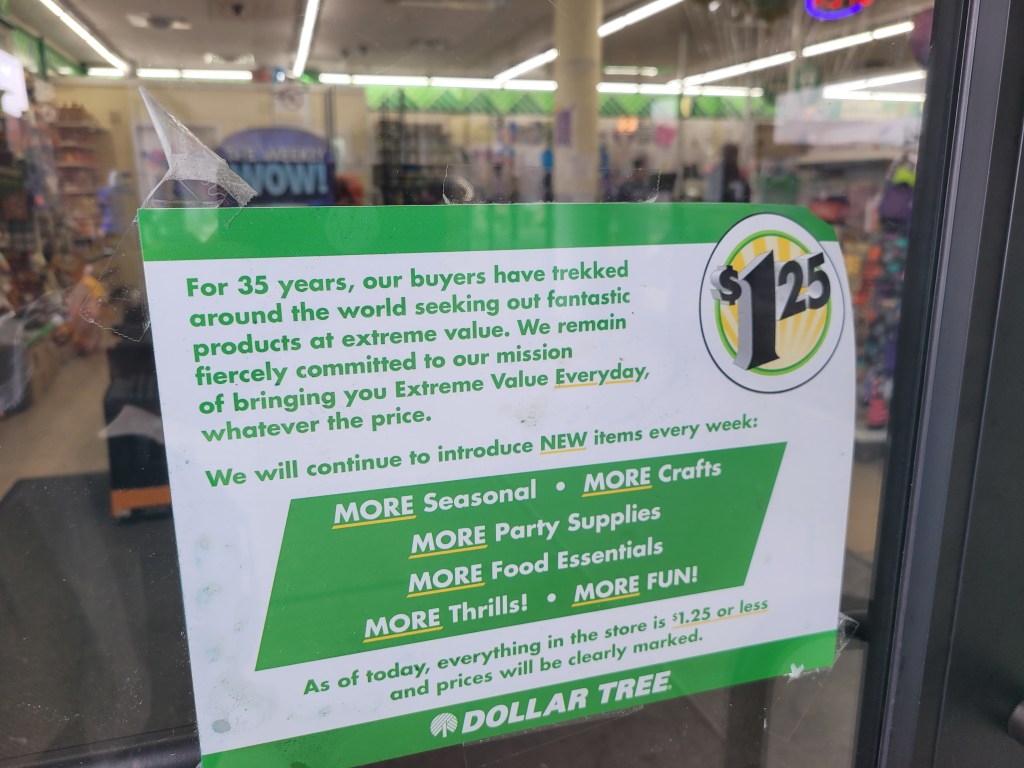 WOW!
For 35 years, our buyers have trekked
around the world seeking out fantastic
products at extreme value. We remain
fiercely committed to our mission
of bringing you Extreme Value Everyday,
whatever the price.
$1.25
We will continue to introduce NEW items every week:
MORE Seasonal • MORE Crafts
MORE Party Supplies
MORE Food Essentials
MORE Thrills! • MORE FUN!
As of today, everything in the store is $1.25 or less
and prices will be clearly marked.
DOLLAR TREE